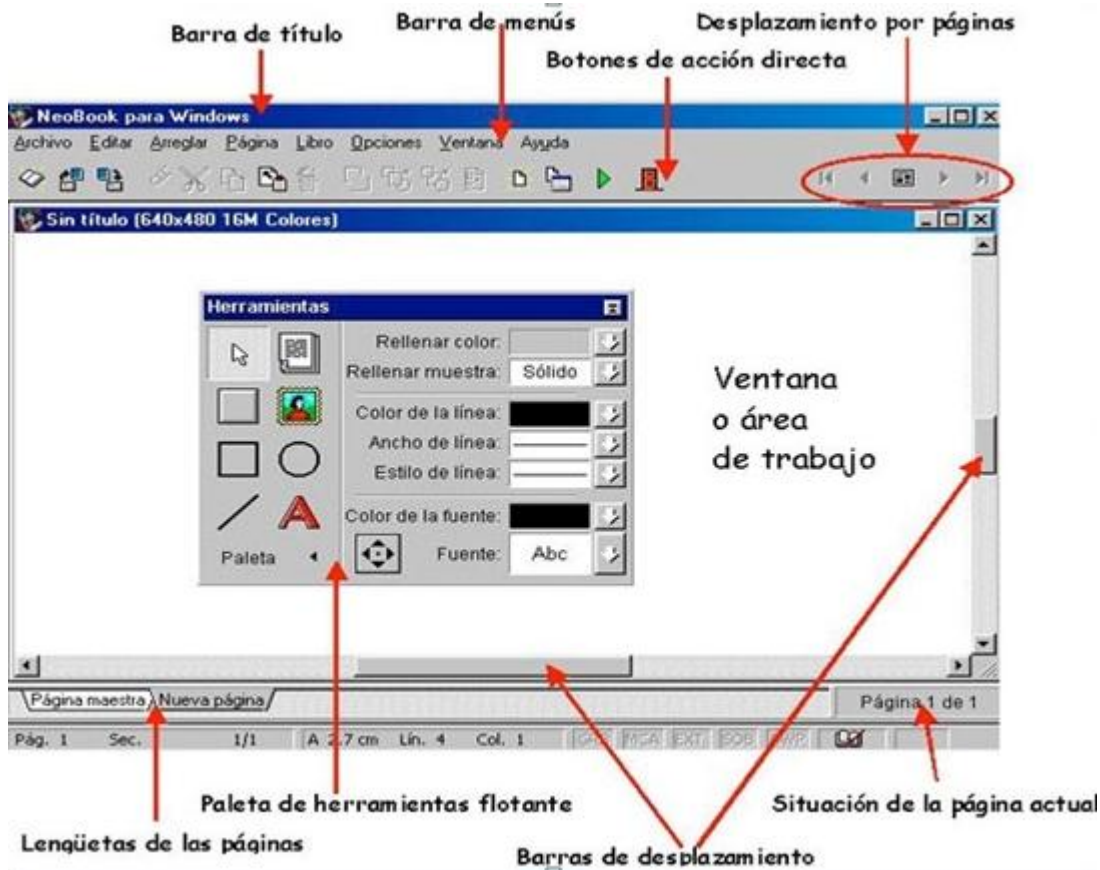 Barra de título
Barra de menús
Desplazamiento por páginas
Botones de acción directa
NeoBook para Windows
Archivo Editar Arreglar Página Libro Opciones Ventana Ayuda
Sin título (640x480 16M Colores)
Herramientas
Rellenar color:
Rellenar muestra: Sólido
Color de la línea:
Ancho de línea:
Estilo de línea:
Color de la fuente:
Paleta
Fuente: Abc
Ventana
o área
de trabajo
Página maestra Nueva página
Página 1 de 1
Pág. 1 Sec. 1/1 A 2.7 cm Lín. 4 Col. 1 MCA EXT SOB
Paleta de herramientas flotante
Situación de la página actual
Lengüetas de las páginas
Barras de desplazamiento